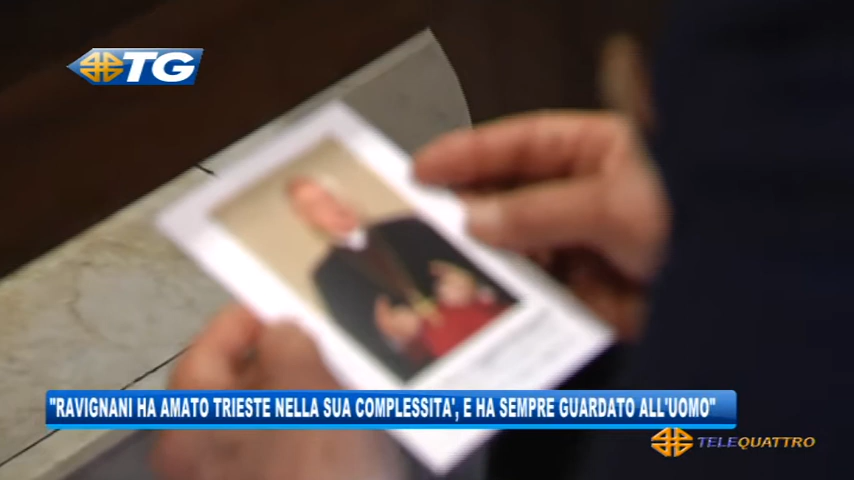 TG
"RAVIGNANI HA AMATO TRIESTE NELLA SUA COMPLESSITA', E HA SEMPRE GUARDATO ALL'UOMO"
TELEQUATTRO